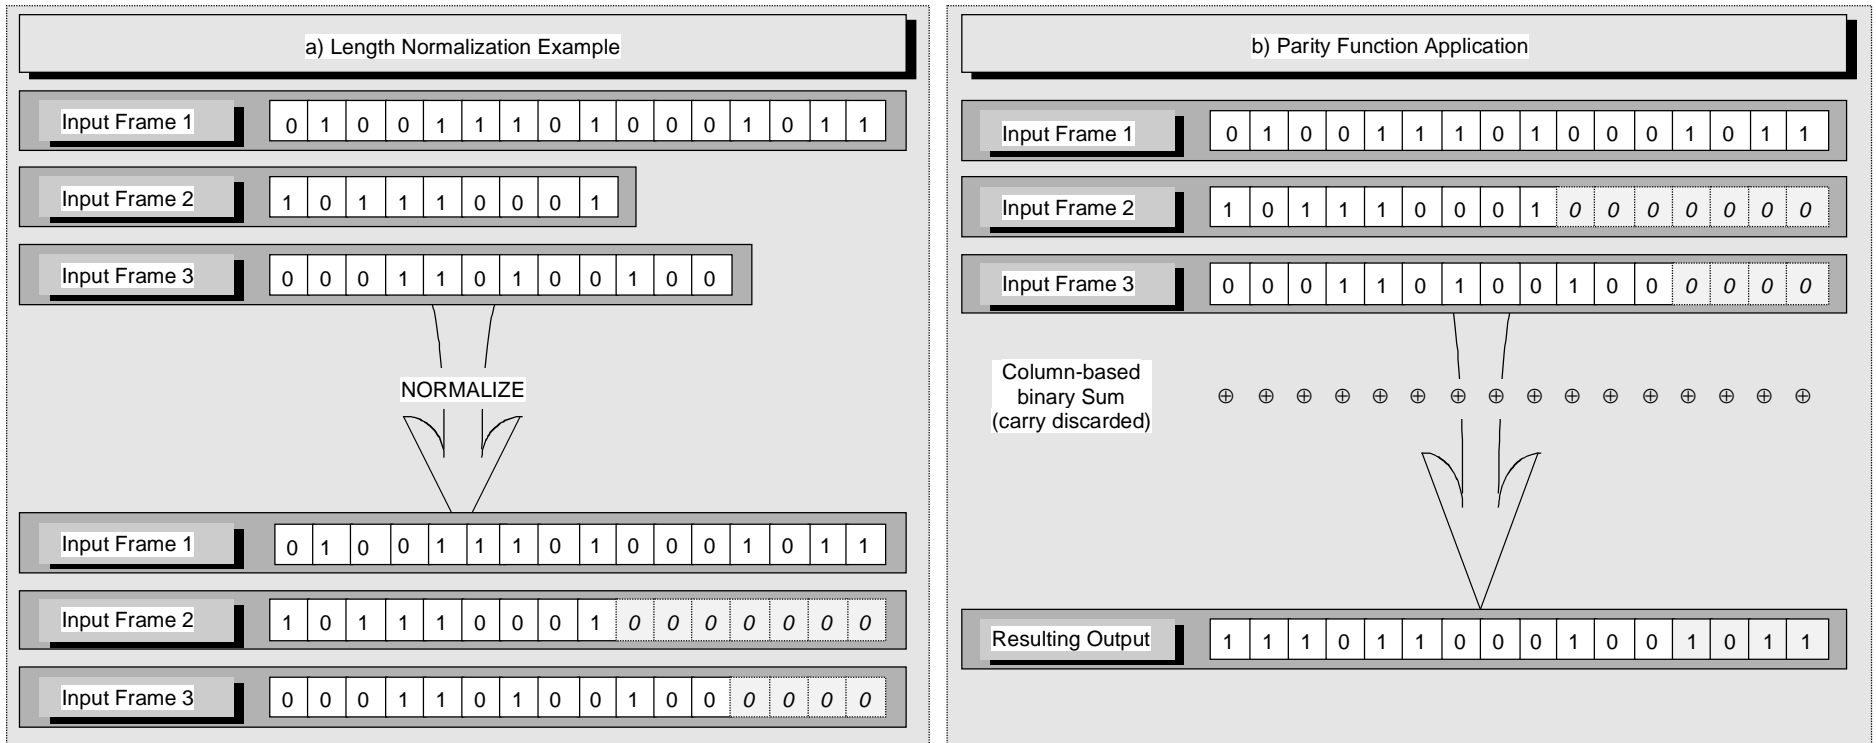 a) Length Normalization Example
Input Frame 1 0 1 0 0 1 1 1 0 1 0 0 0 1 0 1 1
Input Frame 2 1 0 1 1 1 0 0 0 1
Input Frame 3 0 0 0 1 1 0 1 0 0 1 0 0
NORMALIZE
Input Frame 1 0 1 0 0 1 1 1 0 1 0 0 0 1 0 1 1
Input Frame 2 1 0 1 1 1 0 0 0 1 0 0 0 0 0 0 0
Input Frame 3 0 0 0 1 1 0 1 0 0 1 0 0 0 0 0 0
b) Parity Function Application
Input Frame 1 0 1 0 0 1 1 1 0 1 0 0 0 1 0 1 1
Input Frame 2 1 0 1 1 1 0 0 0 1 0 0 0 0 0 0 0
Input Frame 3 0 0 0 1 1 0 1 0 0 1 0 0 0 0 0 0
Column-based
binary Sum
(carry discarded)
⊕ ⊕ ⊕ ⊕ ⊕ ⊕ ⊕ ⊕ ⊕ ⊕ ⊕ ⊕ ⊕ ⊕ ⊕ ⊕
Resulting Output 1 1 1 0 1 1 0 0 0 1 0 0 1 0 1 1